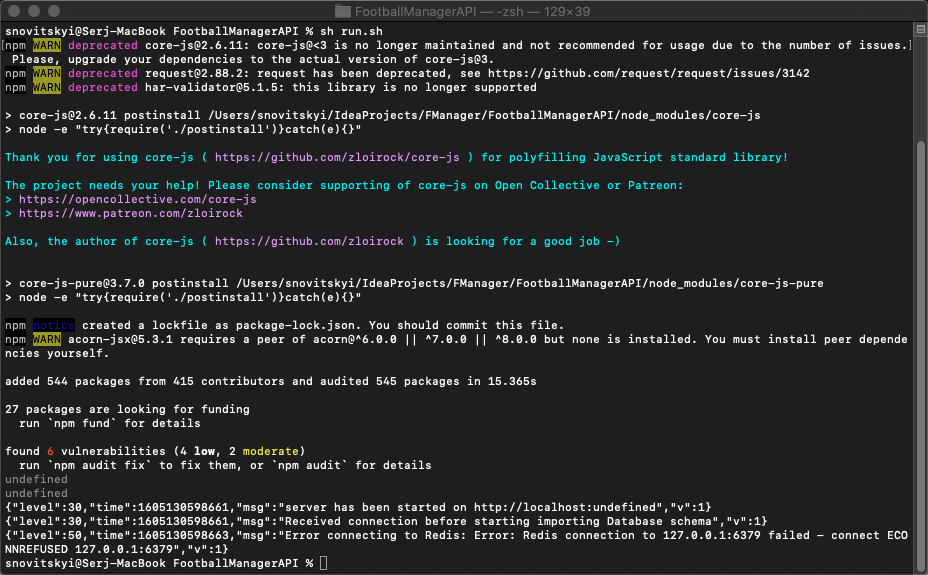 FootballManagerAPI — -zsh — 129×39
snovitskyi@Serj-MacBook FootballManagerAPI % sh run.sh
[npm WARN deprecated core-js@2.6.11: core-js@<3 is no longer maintained and not recommended for usage due to the number of issues.]
Please, upgrade your dependencies to the actual version of core-js@3.
npm WARN deprecated request@2.88.2: request has been deprecated, see https://github.com/request/request/issues/3142
npm WARN deprecated har-validator@5.1.5: this library is no longer supported
> core-js@2.6.11 postinstall /Users/snovitskyi/IdeaProjects/FManager/FootballManagerAPI/node_modules/core-js
> node -e "try{require('./postinstall')}catch(e){}"
Thank you for using core-js ( https://github.com/zloirock/core-js ) for polyfilling JavaScript standard library!
The project needs your help! Please consider supporting of core-js on Open Collective or Patreon:
> https://opencollective.com/core-js
> https://www.patreon.com/zloirock
Also, the author of core-js ( https://github.com/zloirock ) is looking for a good job -)
> core-js-pure@3.7.0 postinstall /Users/snovitskyi/IdeaProjects/FManager/FootballManagerAPI/node_modules/core-js-pure
> node -e "try{require('./postinstall')}catch(e){}"
npm notice created a lockfile as package-lock.json. You should commit this file.
npm WARN acorn-jsx@5.3.1 requires a peer of acorn@^6.0.0 || ^7.0.0 || ^8.0.0 but none is installed. You must install peer depende
ncies yourself.
added 544 packages from 415 contributors and audited 545 packages in 15.365s
27 packages are looking for funding
run `npm fund` for details
found 6 vulnerabilities (4 low, 2 moderate)
run `npm audit fix` to fix them, or `npm audit` for details
undefined
undefined
{"level":30,"time":1605130598661,"msg":"server has been started on http://localhost:undefined","v":1}
{"level":30,"time":1605130598661,"msg":"Received connection before starting importing Database schema","v":1}
{"level":50,"time":1605130598663,"msg":"Error connecting to Redis: Error: Redis connection to 127.0.0.1:6379 failed - connect ECO
NNREFUSED 127.0.0.1:6379","v":1}
snovitskyi@Serj-MacBook FootballManagerAPI %